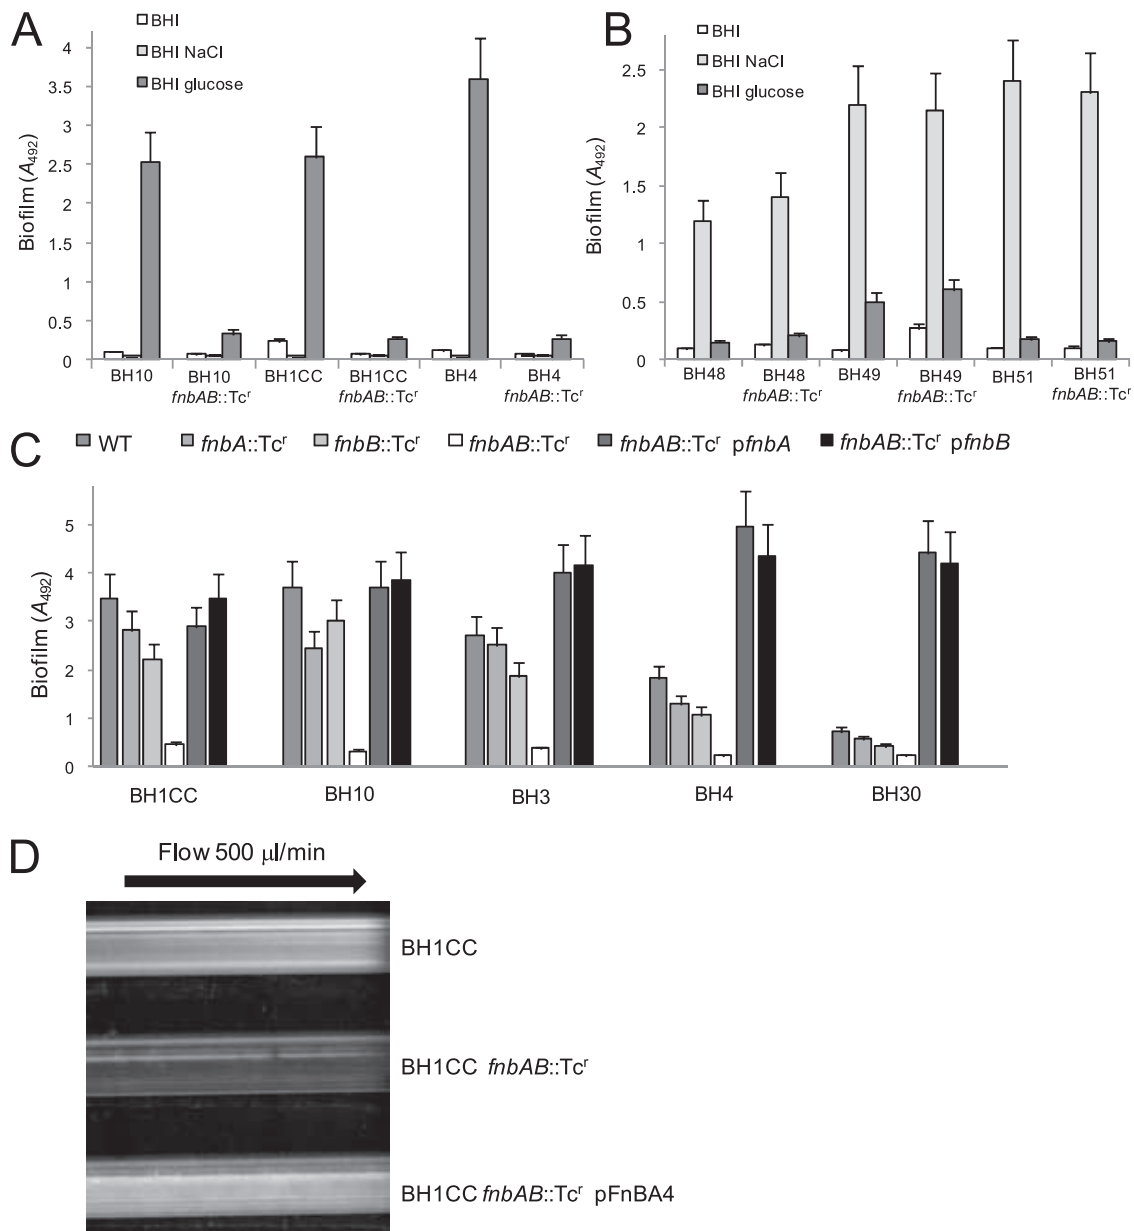 A
BHI
BHI NaCl
BHI glucose
Biofilm (A492)
4
3.5
3
2.5
2
1.5
1
0.5
0
BH10
BH10 fnbAB::Tcr
BH1CC
BH1CC fnbAB::Tcr
BH4
BH4 fnbAB::Tcr
B
BHI
BHI NaCl
BHI glucose
Biofilm (A492)
2.5
2
1.5
1
0.5
0
BH48
BH48 fnbAB::Tcr
BH49
BH49 fnbAB::Tcr
BH51
BH51 fnbAB::Tcr
C
WT fnbA::Tcr fnbB::Tcr fnbAB::Tcr fnbAB::Tcr pfnbA fnbAB::Tcr pfnbB
Biofilm (A492)
5
4
3
2
1
0
BH1CC BH10 BH3 BH4 BH30
D
Flow 500 µl/min
BH1CC
BH1CC fnbAB::Tcr
BH1CC fnbAB::Tcr pFnBA4